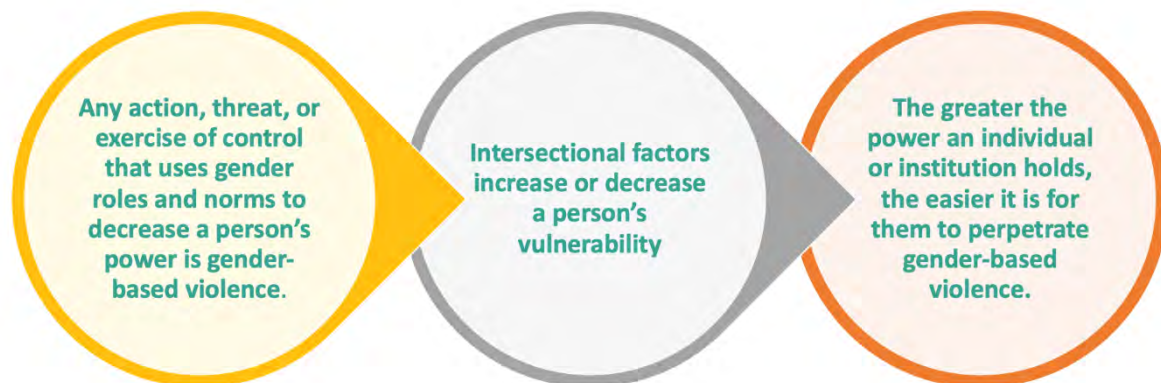 Any action, threat, or
exercise of control
that uses gender
roles and norms to
decrease a person’s
power is gender-
based violence.
Intersectional factors
increase or decrease
a person’s
vulnerability
The greater the
power an individual
or institution holds,
the easier it is for
them to perpetrate
gender-based
violence.